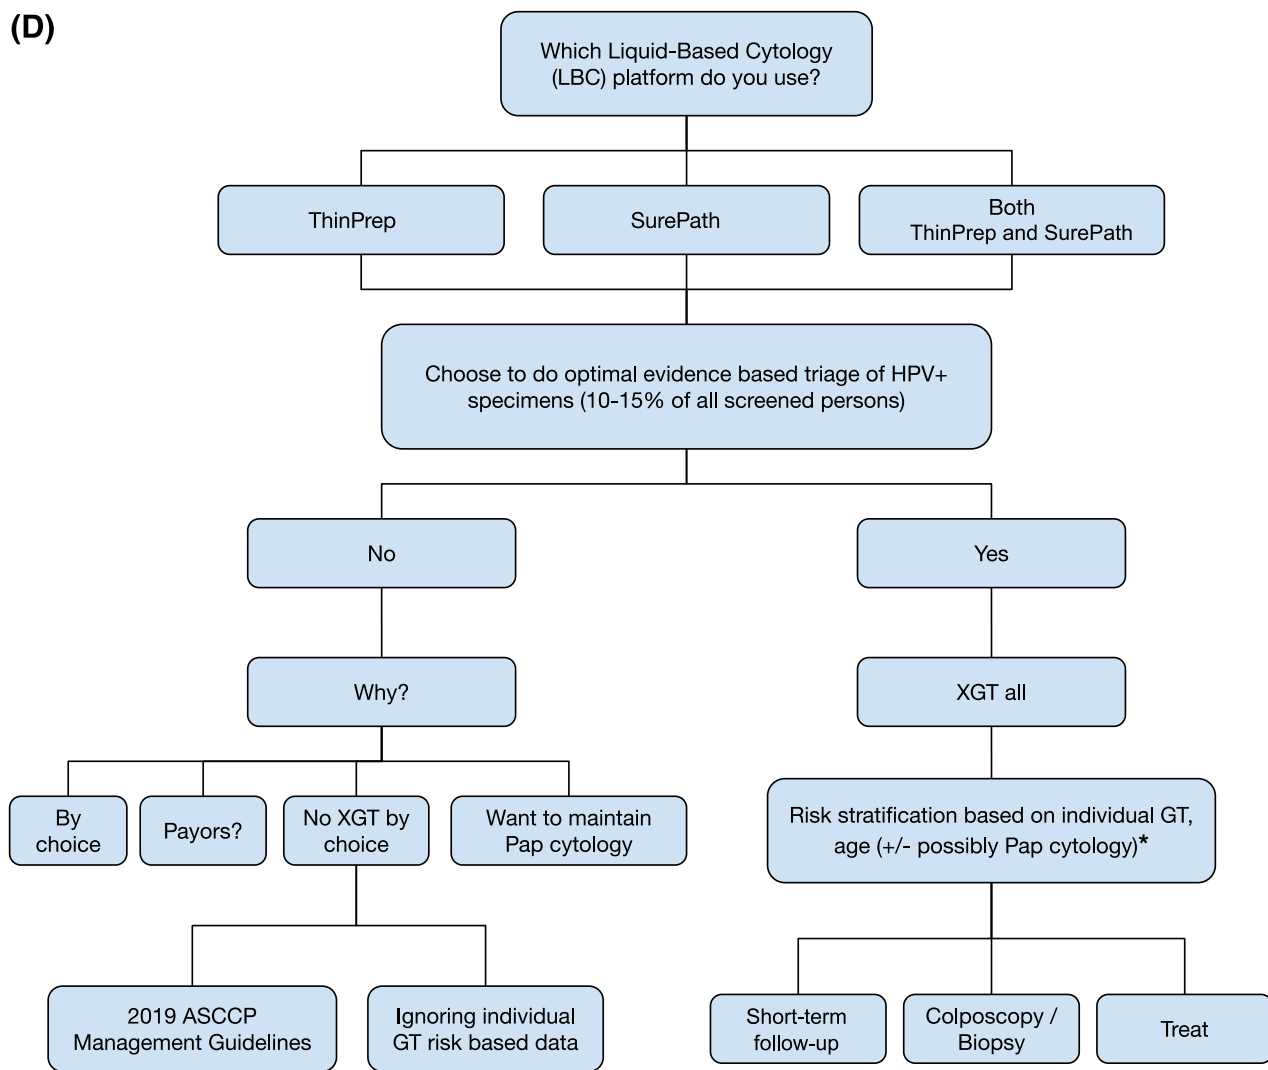 (D)
Which Liquid-Based Cytology
(LBC) platform do you use?
ThinPrep
SurePath
Both
ThinPrep and SurePath
Choose to do optimal evidence based triage of HPV+
specimens (10-15% of all screened persons)
No
Yes
Why?
XGT all
By
choice
Payors?
No XGT by
choice
Want to maintain
Pap cytology
Risk stratification based on individual GT,
age (+/- possibly Pap cytology)*
2019 ASCCP
Management Guidelines
Ignoring individual
GT risk based data
Short-term
follow-up
Colposcopy /
Biopsy
Treat